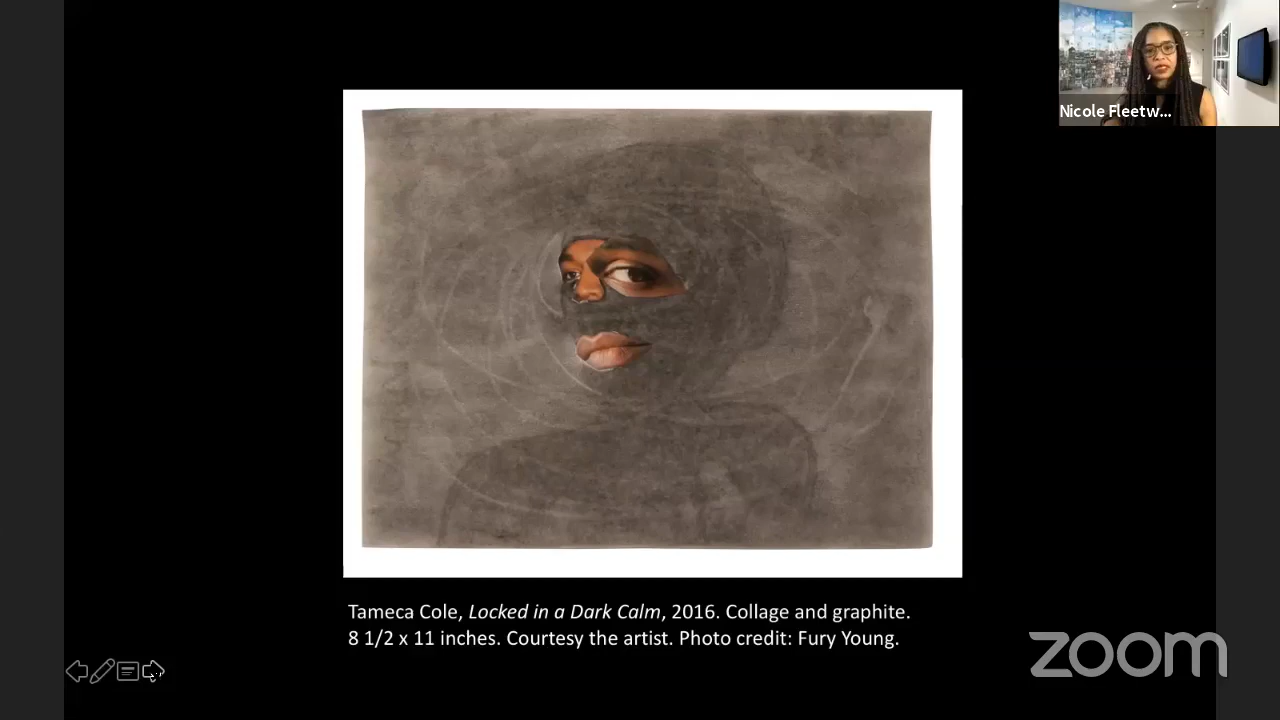 Nicole Fleetw...
Tameca Cole, Locked in a Dark Calm, 2016. Collage and graphite.
8 1/2 x 11 inches. Courtesy the artist. Photo credit: Fury Young.
zoom